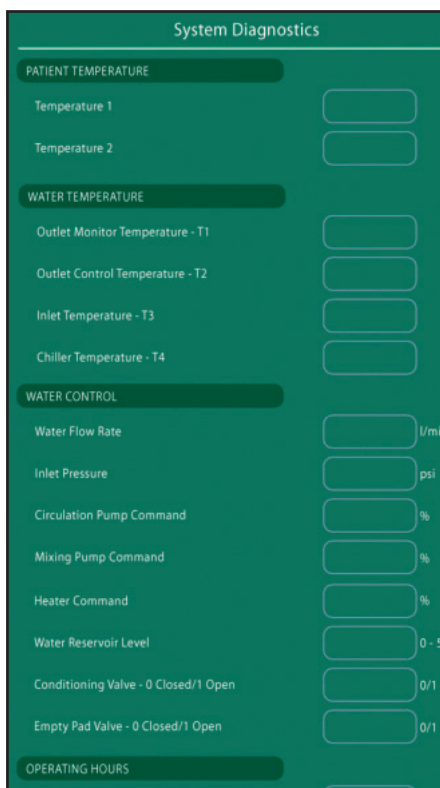 System Diagnostics
PATIENT TEMPERATURE
Temperature 1
Temperature 2
WATER TEMPERATURE
Outlet Monitor Temperature - T1
Outlet Control Temperature - T2
Inlet Temperature - T3
Chiller Temperature - T4
WATER CONTROL
Water Flow Rate l/mi
Inlet Pressure psi
Circulation Pump Command %
Mixing Pump Command %
Heater Command %
Water Reservoir Level 0 - 5
Conditioning Valve - 0 Closed/1 Open 0/1
Empty Pad Valve - 0 Closed/1 Open 0/1
OPERATING HOURS